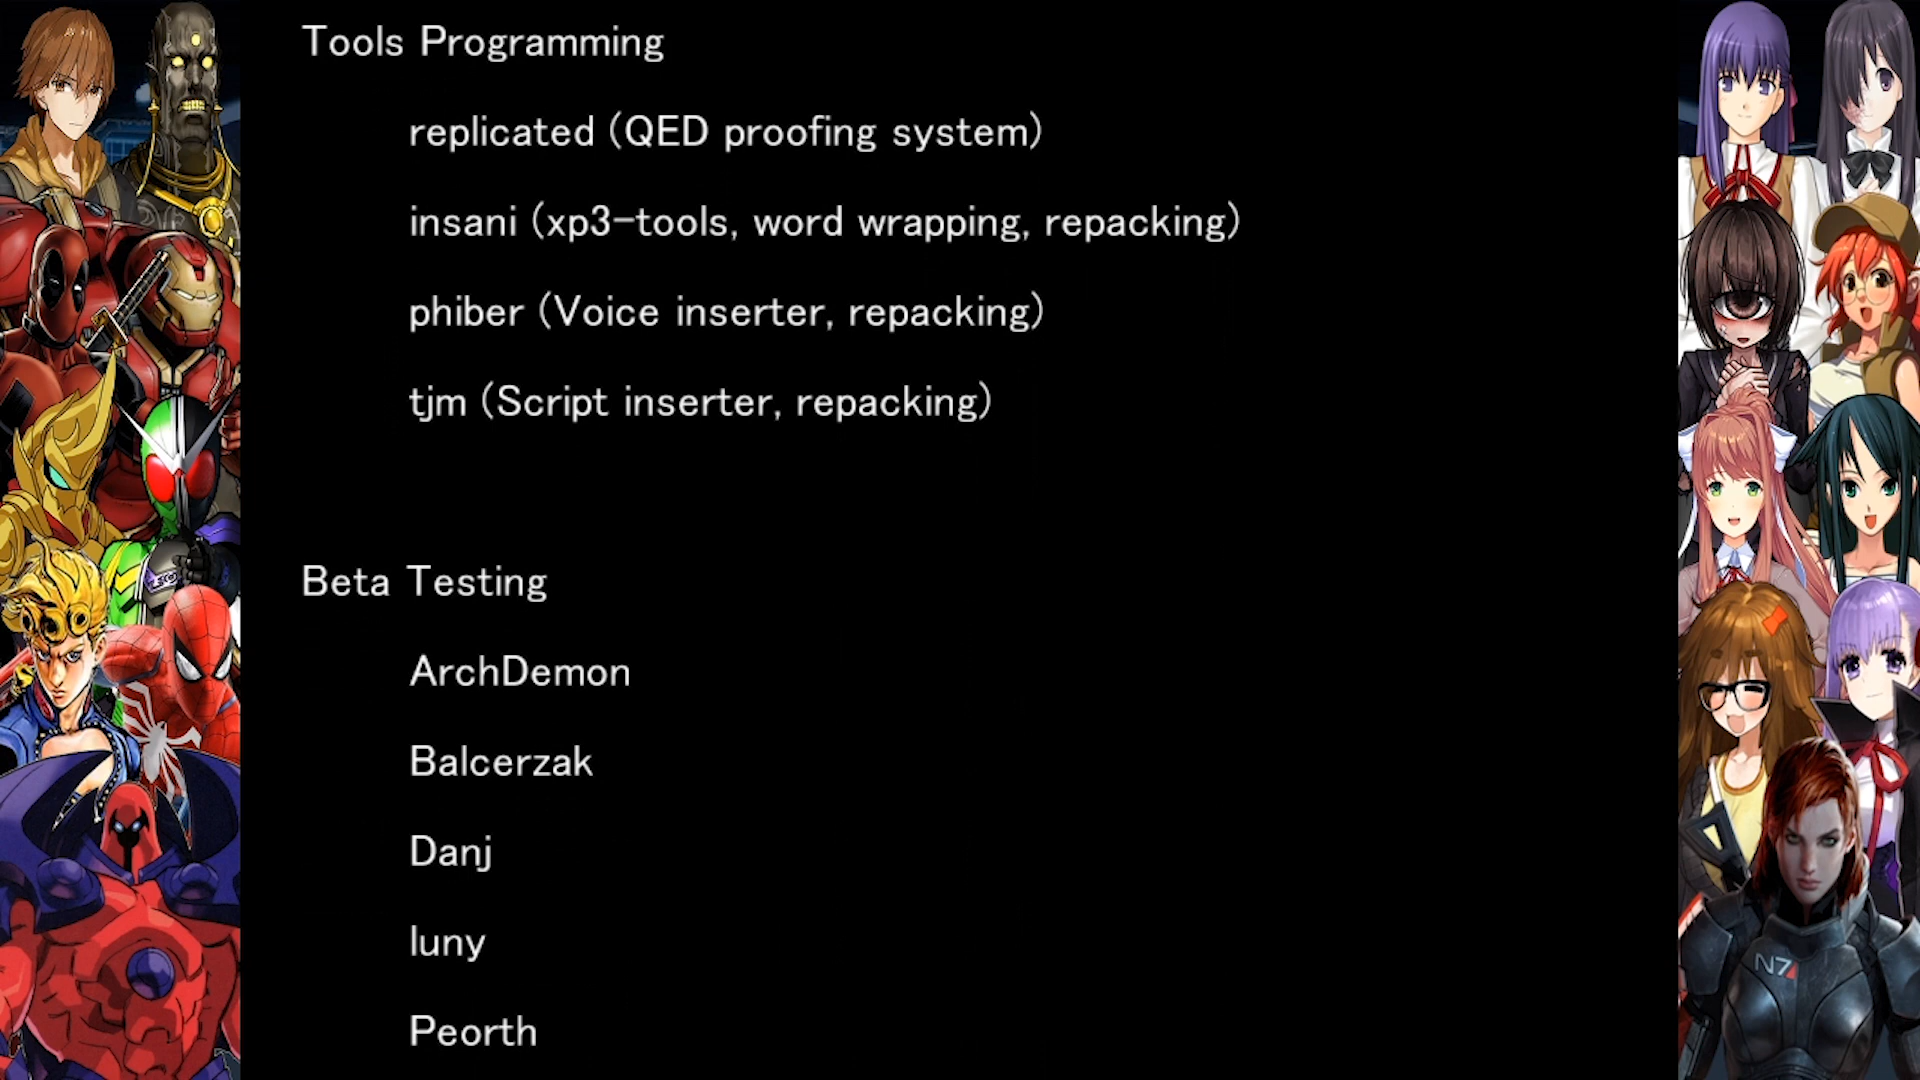 Tools Programming
replicated (QED proofing system)
insani (xp3-tools, word wrapping, repacking)
phiber (Voice inserter, repacking)
tjm (Script inserter, repacking)
Beta Testing
ArchDemon
Balcerzak
Danj
luny
Peorth
N7